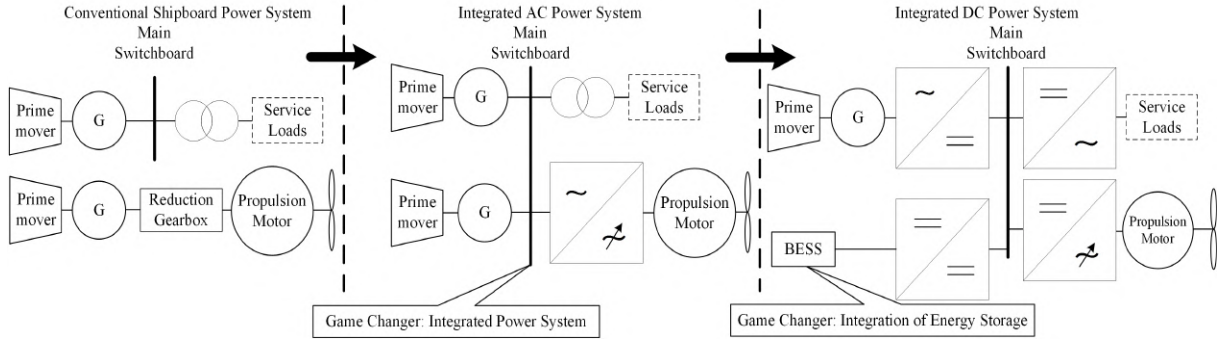 Conventional Shipboard Power System
Main
Switchboard
Prime
mover
G
Service
Loads
Prime
mover
G
Reduction
Gearbox
Propulsion
Motor
Integrated AC Power System
Main
Switchboard
Prime
mover
G
Service
Loads
Prime
mover
G
~
~
Propulsion
Motor
Game Changer: Integrated Power System
Integrated DC Power System
Main
Switchboard
Prime
mover
G
~
=
=
~
Service
Loads
BESS
=
=
=
~
Propulsion
Motor
Game Changer: Integration of Energy Storage